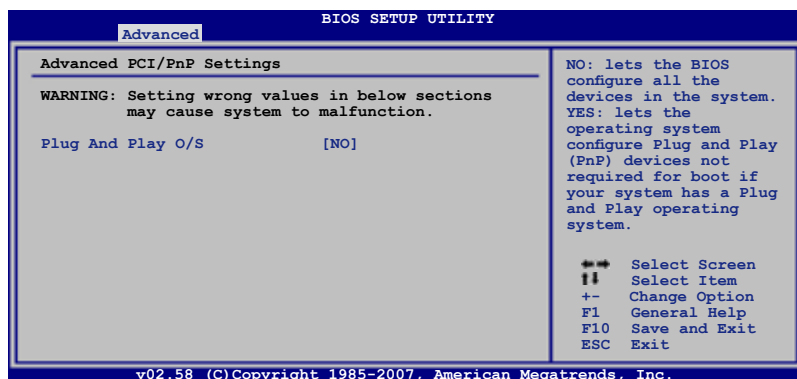 BIOS SETUP UTILITY
Advanced
Advanced PCI/PnP Settings
WARNING: Setting wrong values in below sections
may cause system to malfunction.
Plug And Play O/S [NO]
NO: lets the BIOS
configure all the
devices in the system.
YES: lets the
operating system
configure Plug and Play
(PnP) devices not
required for boot if
your system has a Plug
and Play operating
system.
←→ Select Screen
↑↓ Select Item
+- Change Option
F1 General Help
F10 Save and Exit
ESC Exit
v02.58 (C)Copyright 1985-2007, American Megatrends, Inc.